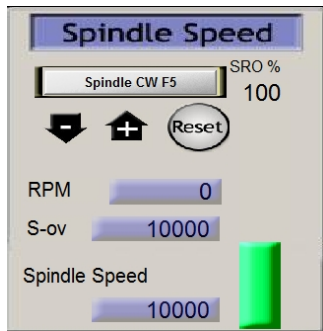 Spindle Speed
Spindle CW F5
SRO %
100
- + Reset
RPM 0
S-ov 10000
Spindle Speed
10000